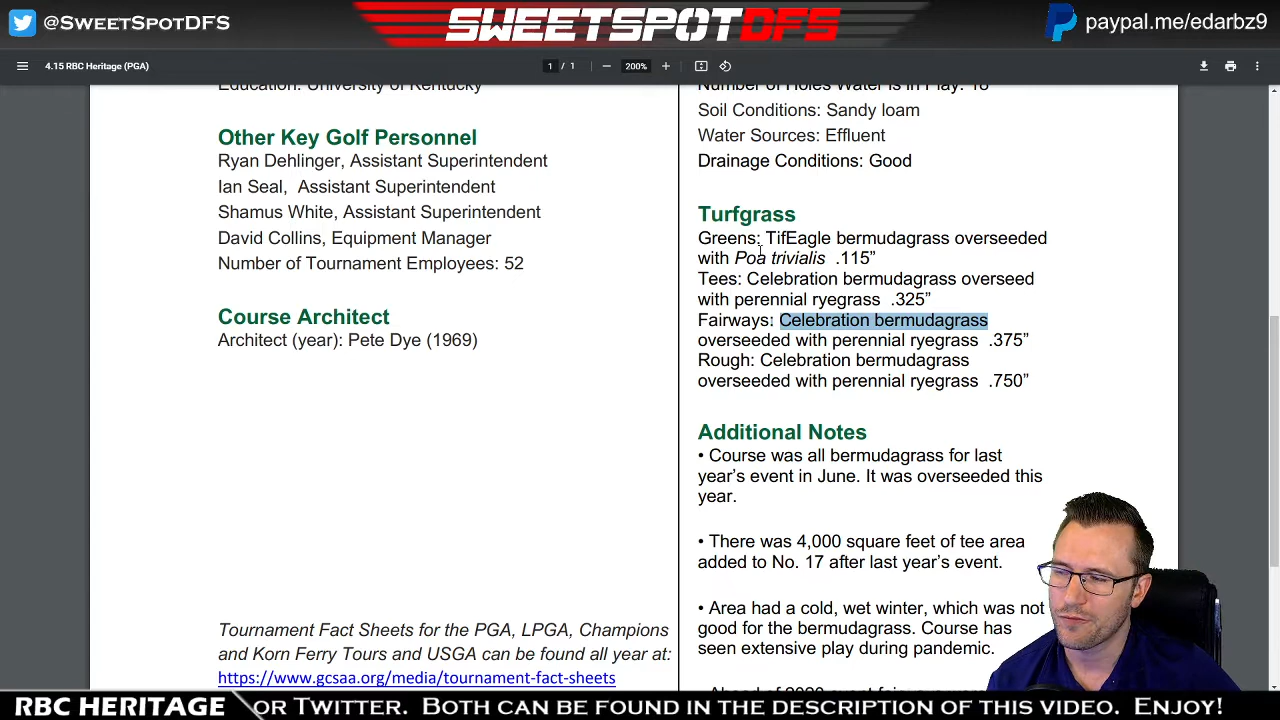 @SweetSpotDFS
SWEETSPOTDFS
paypal.me/edarbz9
4.15 RBC Heritage (PGA)
1 / 1
200%
Education: University of Kentucky
Other Key Golf Personnel
Ryan Dehlinger, Assistant Superintendent
Ian Seal, Assistant Superintendent
Shamus White, Assistant Superintendent
David Collins, Equipment Manager
Number of Tournament Employees: 52
Course Architect
Architect (year): Pete Dye (1969)
Tournament Fact Sheets for the PGA, LPGA, Champions
and Korn Ferry Tours and USGA can be found all year at:
https://www.gcsaa.org/media/tournament-fact-sheets
Number of Holes Water is in Play: 18
Soil Conditions: Sandy loam
Water Sources: Effluent
Drainage Conditions: Good
Turfgrass
Greens: TifEagle bermudagrass overseeded
with Poa trivialis .115”
Tees: Celebration bermudagrass overseed
with perennial ryegrass .325”
Fairways: Celebration bermudagrass
overseeded with perennial ryegrass .375”
Rough: Celebration bermudagrass
overseeded with perennial ryegrass .750”
Additional Notes
• Course was all bermudagrass for last
year’s event in June. It was overseeded this
year.
• There was 4,000 square feet of tee area
added to No. 17 after last year’s event.
• Area had a cold, wet winter, which was not
good for the bermudagrass. Course has
seen extensive play during pandemic.
RBC HERITAGE
OR TWITTER. BOTH CAN BE FOUND IN THE DESCRIPTION OF THIS VIDEO. ENJOY!